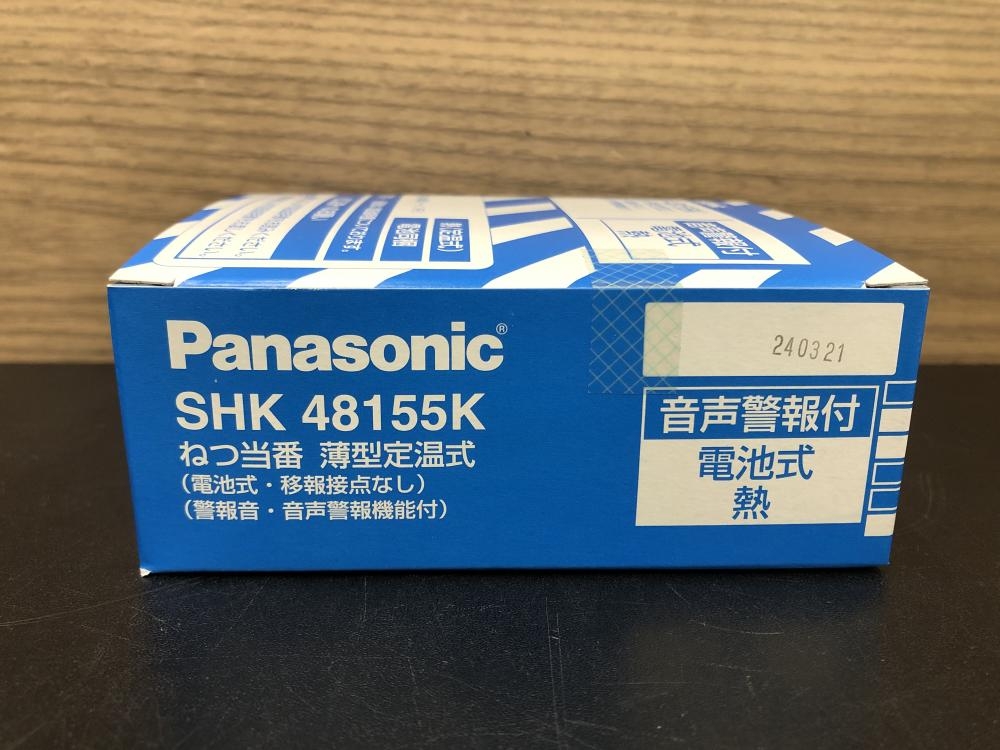 Panasonic®
SHK 48155K
ねつ当番 薄型定温式
(電池式・移報接点なし)
(警報音・音声警報機能付)
240321
音声警報付
電池式
熱